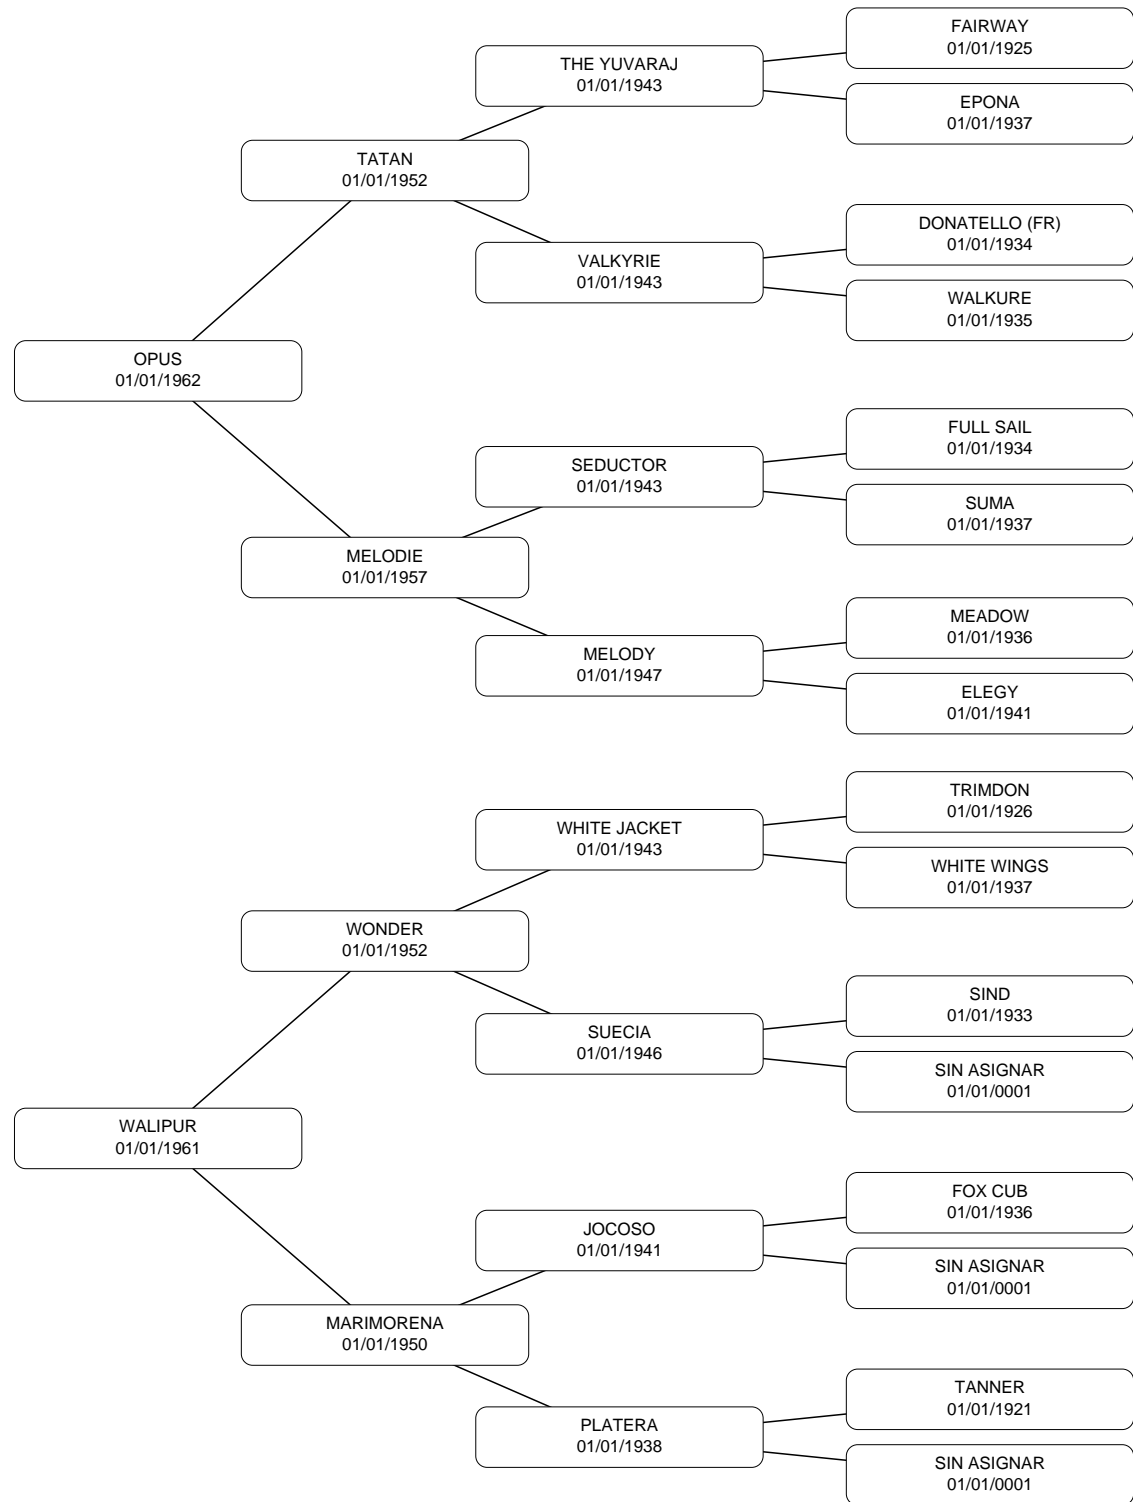 FAIRWAY
01/01/1925
THE YUVARAJ
01/01/1943
EPONA
01/01/1937
TATAN
01/01/1952
DONATELLO (FR)
01/01/1934
VALKYRIE
01/01/1943
WALKURE
01/01/1935
OPUS
01/01/1962
FULL SAIL
01/01/1934
SEDUCTOR
01/01/1943
SUMA
01/01/1937
MELODIE
01/01/1957
MEADOW
01/01/1936
MELODY
01/01/1947
ELEGY
01/01/1941
TRIMDON
01/01/1926
WHITE JACKET
01/01/1943
WHITE WINGS
01/01/1937
WONDER
01/01/1952
SIND
01/01/1933
SUECIA
01/01/1946
SIN ASIGNAR
01/01/0001
WALIPUR
01/01/1961
FOX CUB
01/01/1936
JOCOSO
01/01/1941
SIN ASIGNAR
01/01/0001
MARIMORENA
01/01/1950
TANNER
01/01/1921
PLATERA
01/01/1938
SIN ASIGNAR
01/01/0001